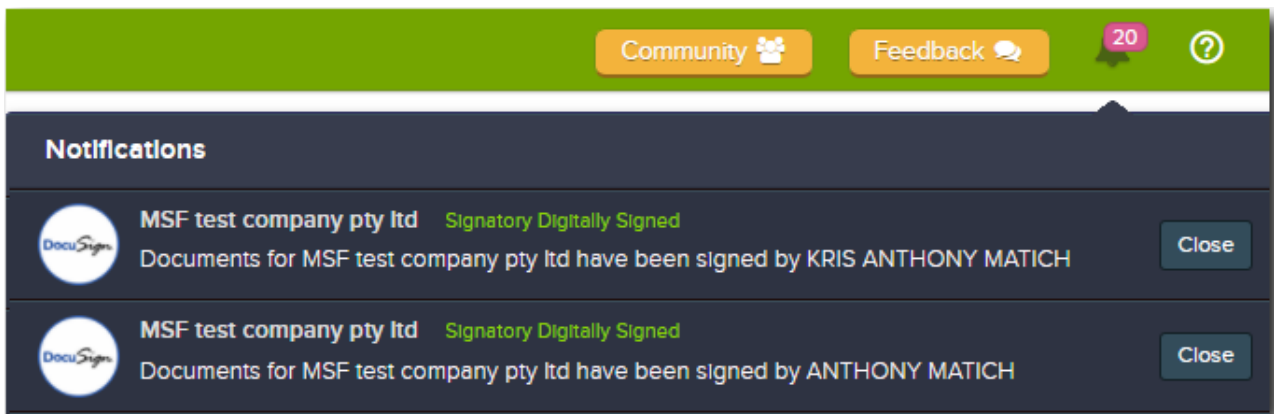 Community
Feedback
20
Notifications
DocuSign
MSF test company pty ltd Signatory Digitally Signed
Documents for MSF test company pty ltd have been signed by KRIS ANTHONY MATICH
Close
DocuSign
MSF test company pty ltd Signatory Digitally Signed
Documents for MSF test company pty ltd have been signed by ANTHONY MATICH
Close